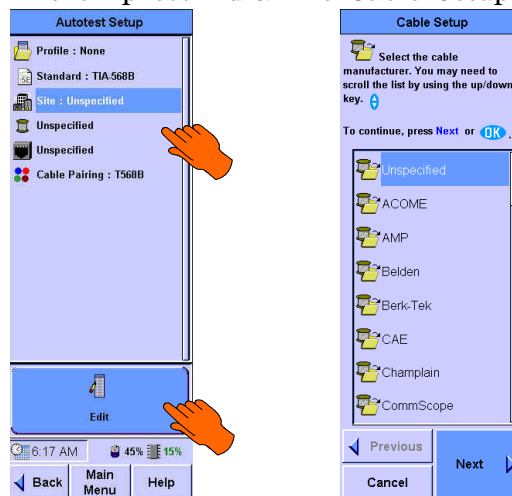 Autotest Setup
Profile : None
Standard : TIA-568B
Site : Unspecified
Unspecified
Unspecified
Cable Pairing : T568B
Edit
6:17 AM 45% 15%
Back Main Menu Help
Cable Setup
Select the cable
manufacturer. You may need to
scroll the list by using the up/down
key.
To continue, press Next or OK .
Unspecified
ACOME
AMP
Belden
Berk-Tek
CAE
Champlain
CommScope
Previous
Next
Cancel